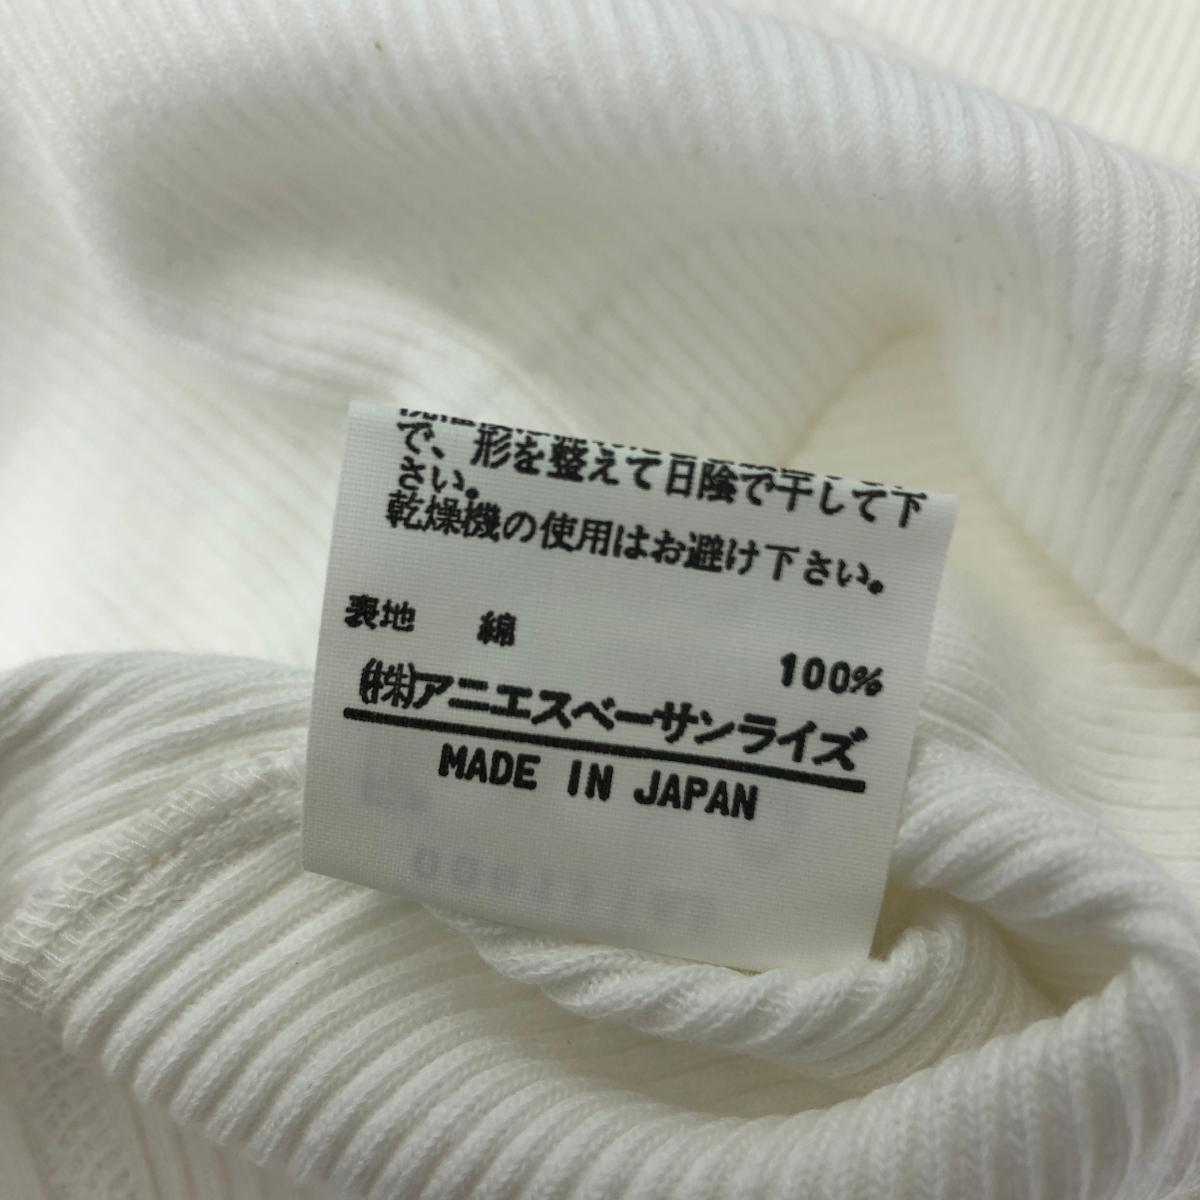 で、形を整えて日陰で干して下
さい。
乾燥機の使用はお避け下さい。
表地 綿 100%
(株)アニエスベーサンライズ
MADE IN JAPAN